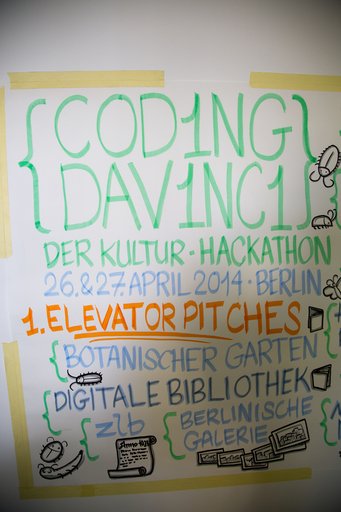 {COD1NG}
{DAV1NC1}
DER KULTUR·HACKATHON
26.&27.APRIL 2014·BERLIN
1. ELEVATOR PITCHES
{BOTANISCHER GARTEN
{DIGITALE BIBLIOTHEK
{zlb
{BERLINISCHE
GALERIE